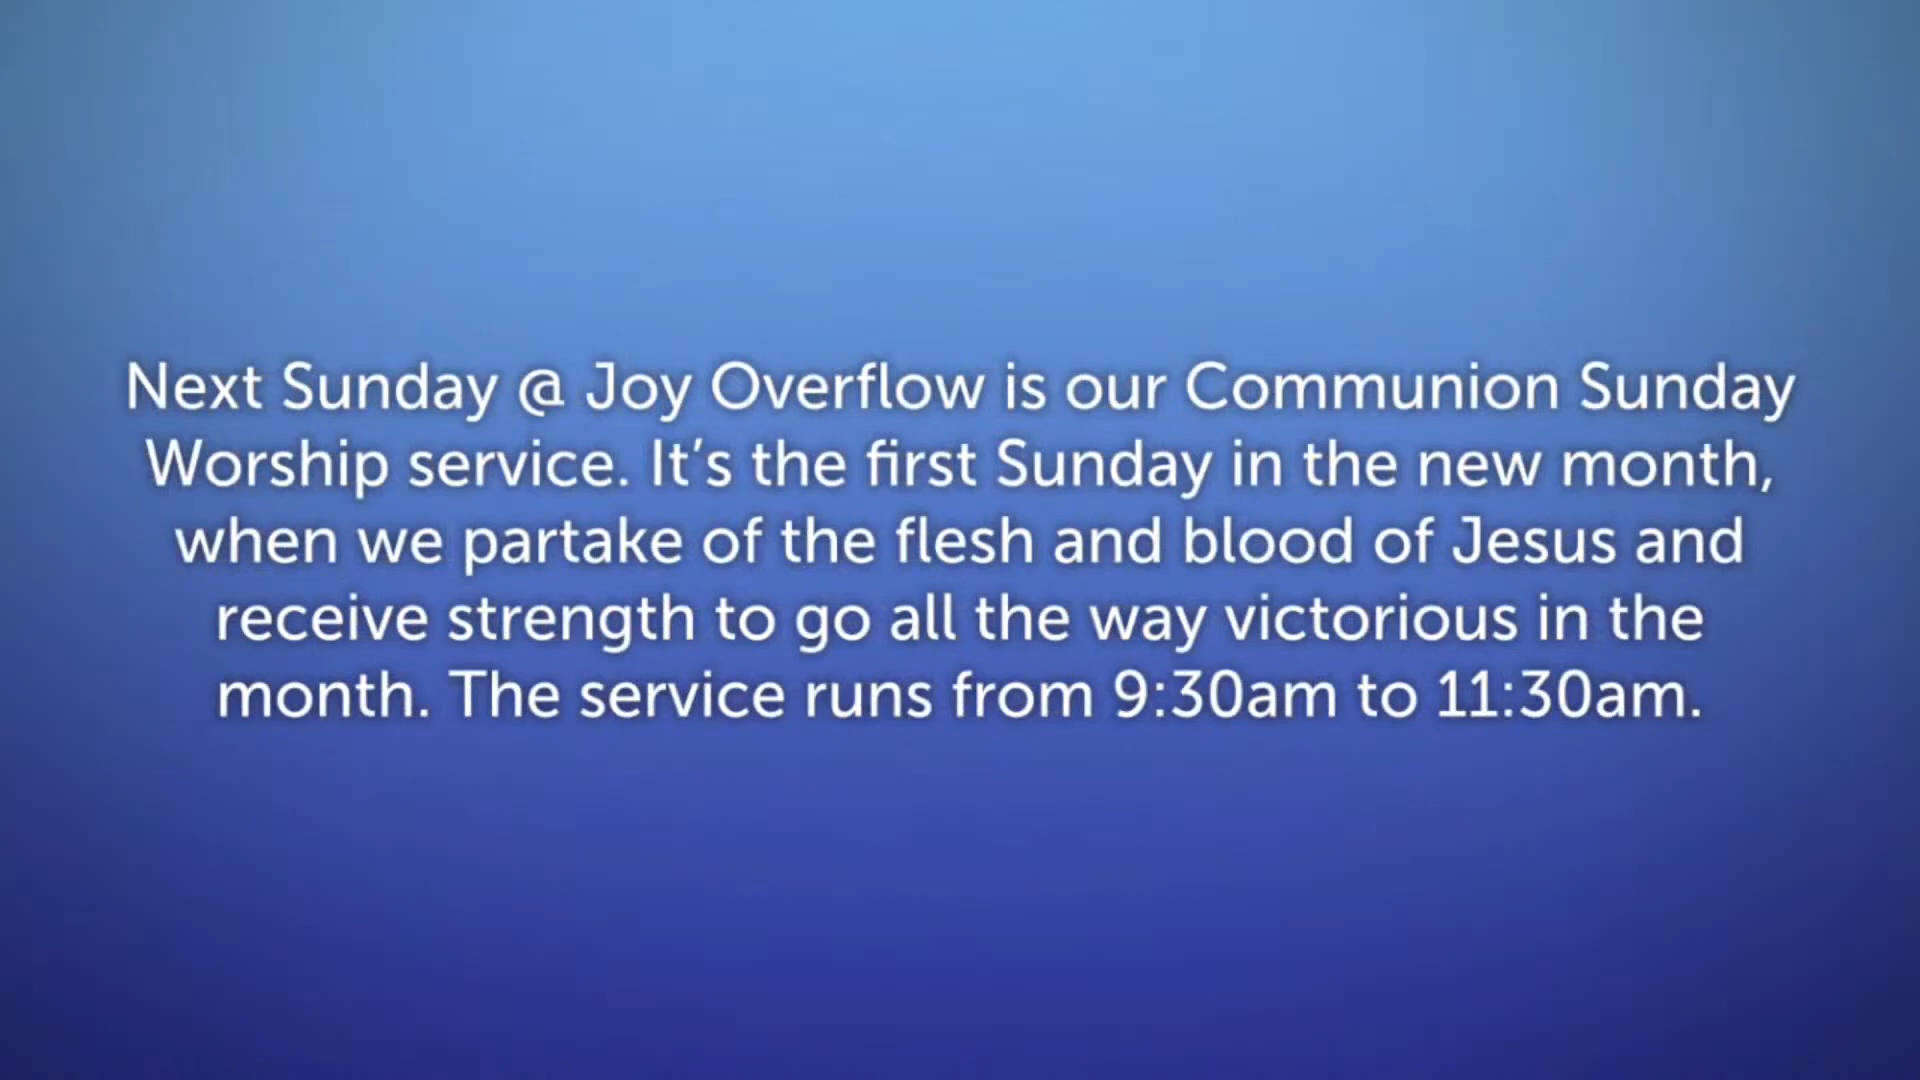 Next Sunday @ Joy Overflow is our Communion Sunday
Worship service. It’s the first Sunday in the new month,
when we partake of the flesh and blood of Jesus and
receive strength to go all the way victorious in the
month. The service runs from 9:30am to 11:30am.